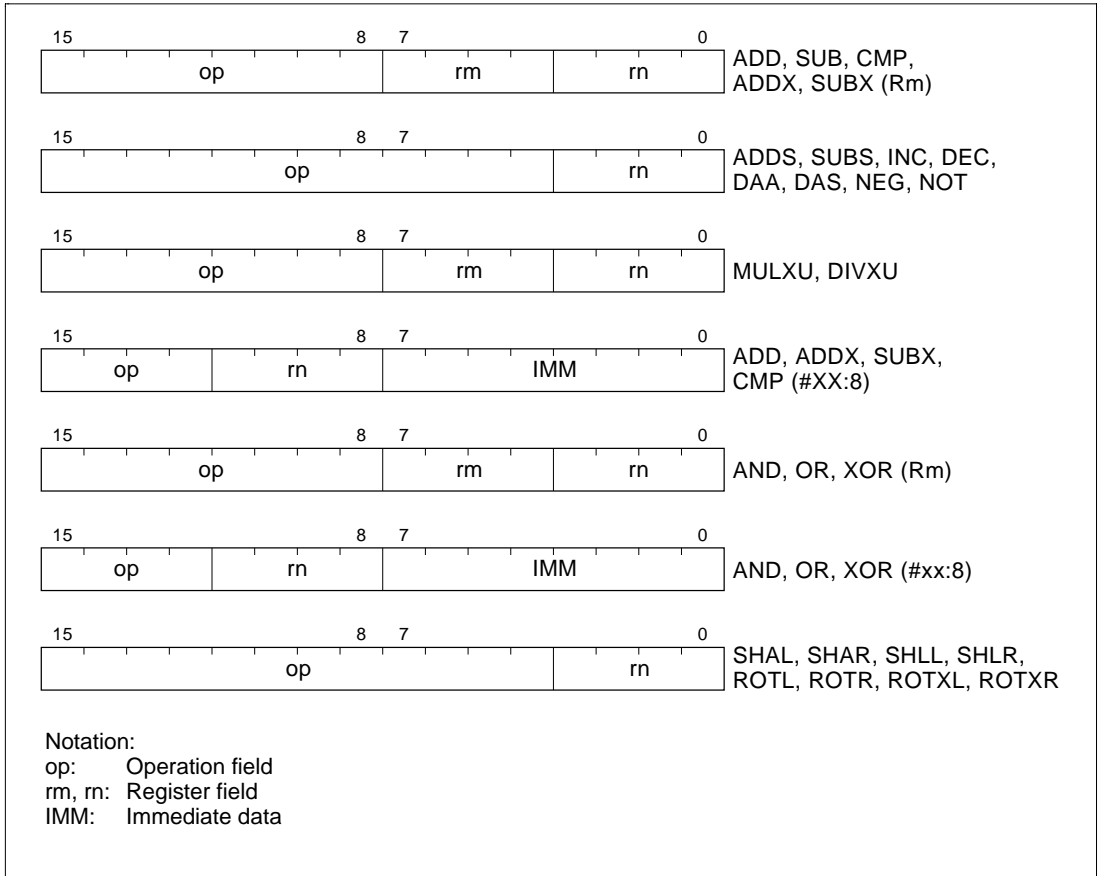 15 8 7 0
op rm rn
ADD, SUB, CMP,
ADDX, SUBX (Rm)
15 8 7 0
op rn
ADDS, SUBS, INC, DEC,
DAA, DAS, NEG, NOT
15 8 7 0
op rm rn
MULXU, DIVXU
15 8 7 0
op rn IMM
ADD, ADDX, SUBX,
CMP (#XX:8)
15 8 7 0
op rm rn
AND, OR, XOR (Rm)
15 8 7 0
op rn IMM
AND, OR, XOR (#xx:8)
15 8 7 0
op rn
SHAL, SHAR, SHLL, SHLR,
ROTL, ROTR, ROTXL, ROTXR
Notation:
op: Operation field
rm, rn: Register field
IMM: Immediate data